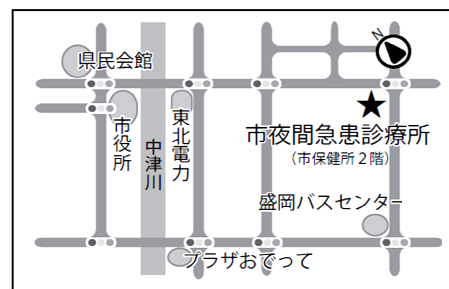 N
県民会館
市役所
中津川
東北電力
市夜間急患診療所
（市保健所２階）
盛岡バスセンター
プラザおでって